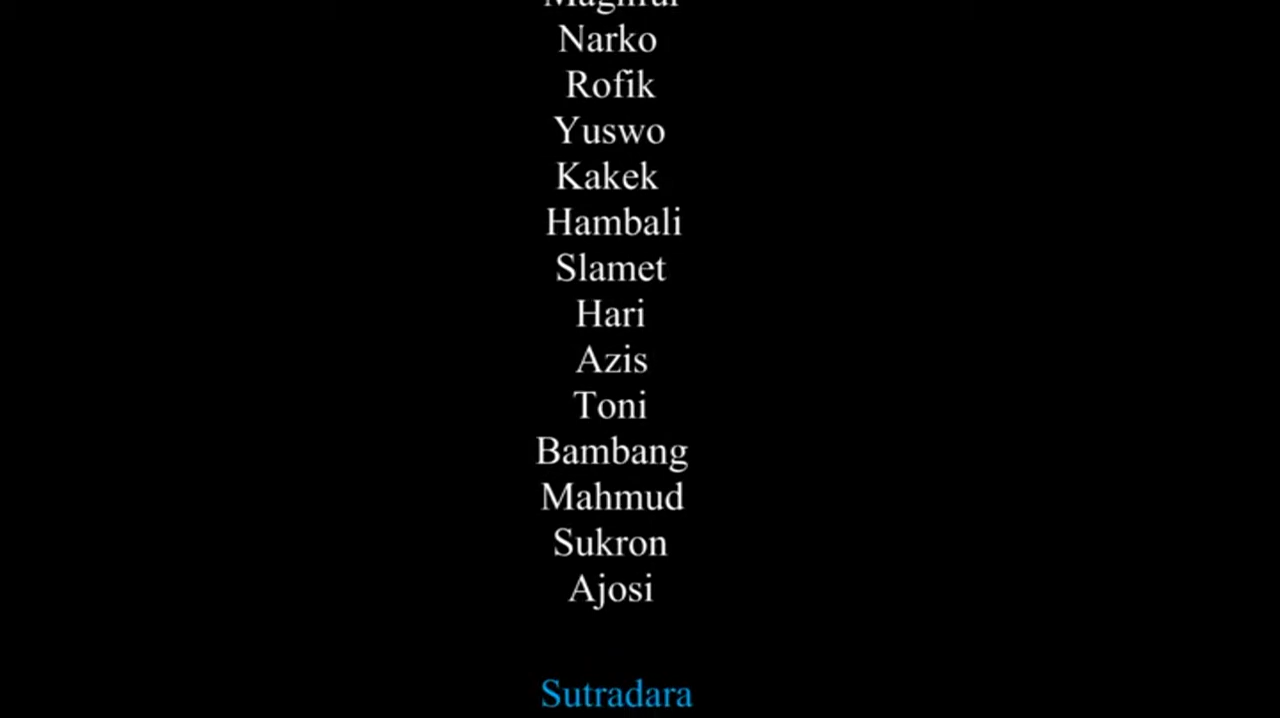 Narko
Rofik
Yuswo
Kakek
Hambali
Slamet
Hari
Azis
Toni
Bambang
Mahmud
Sukron
Ajosi
Sutradara